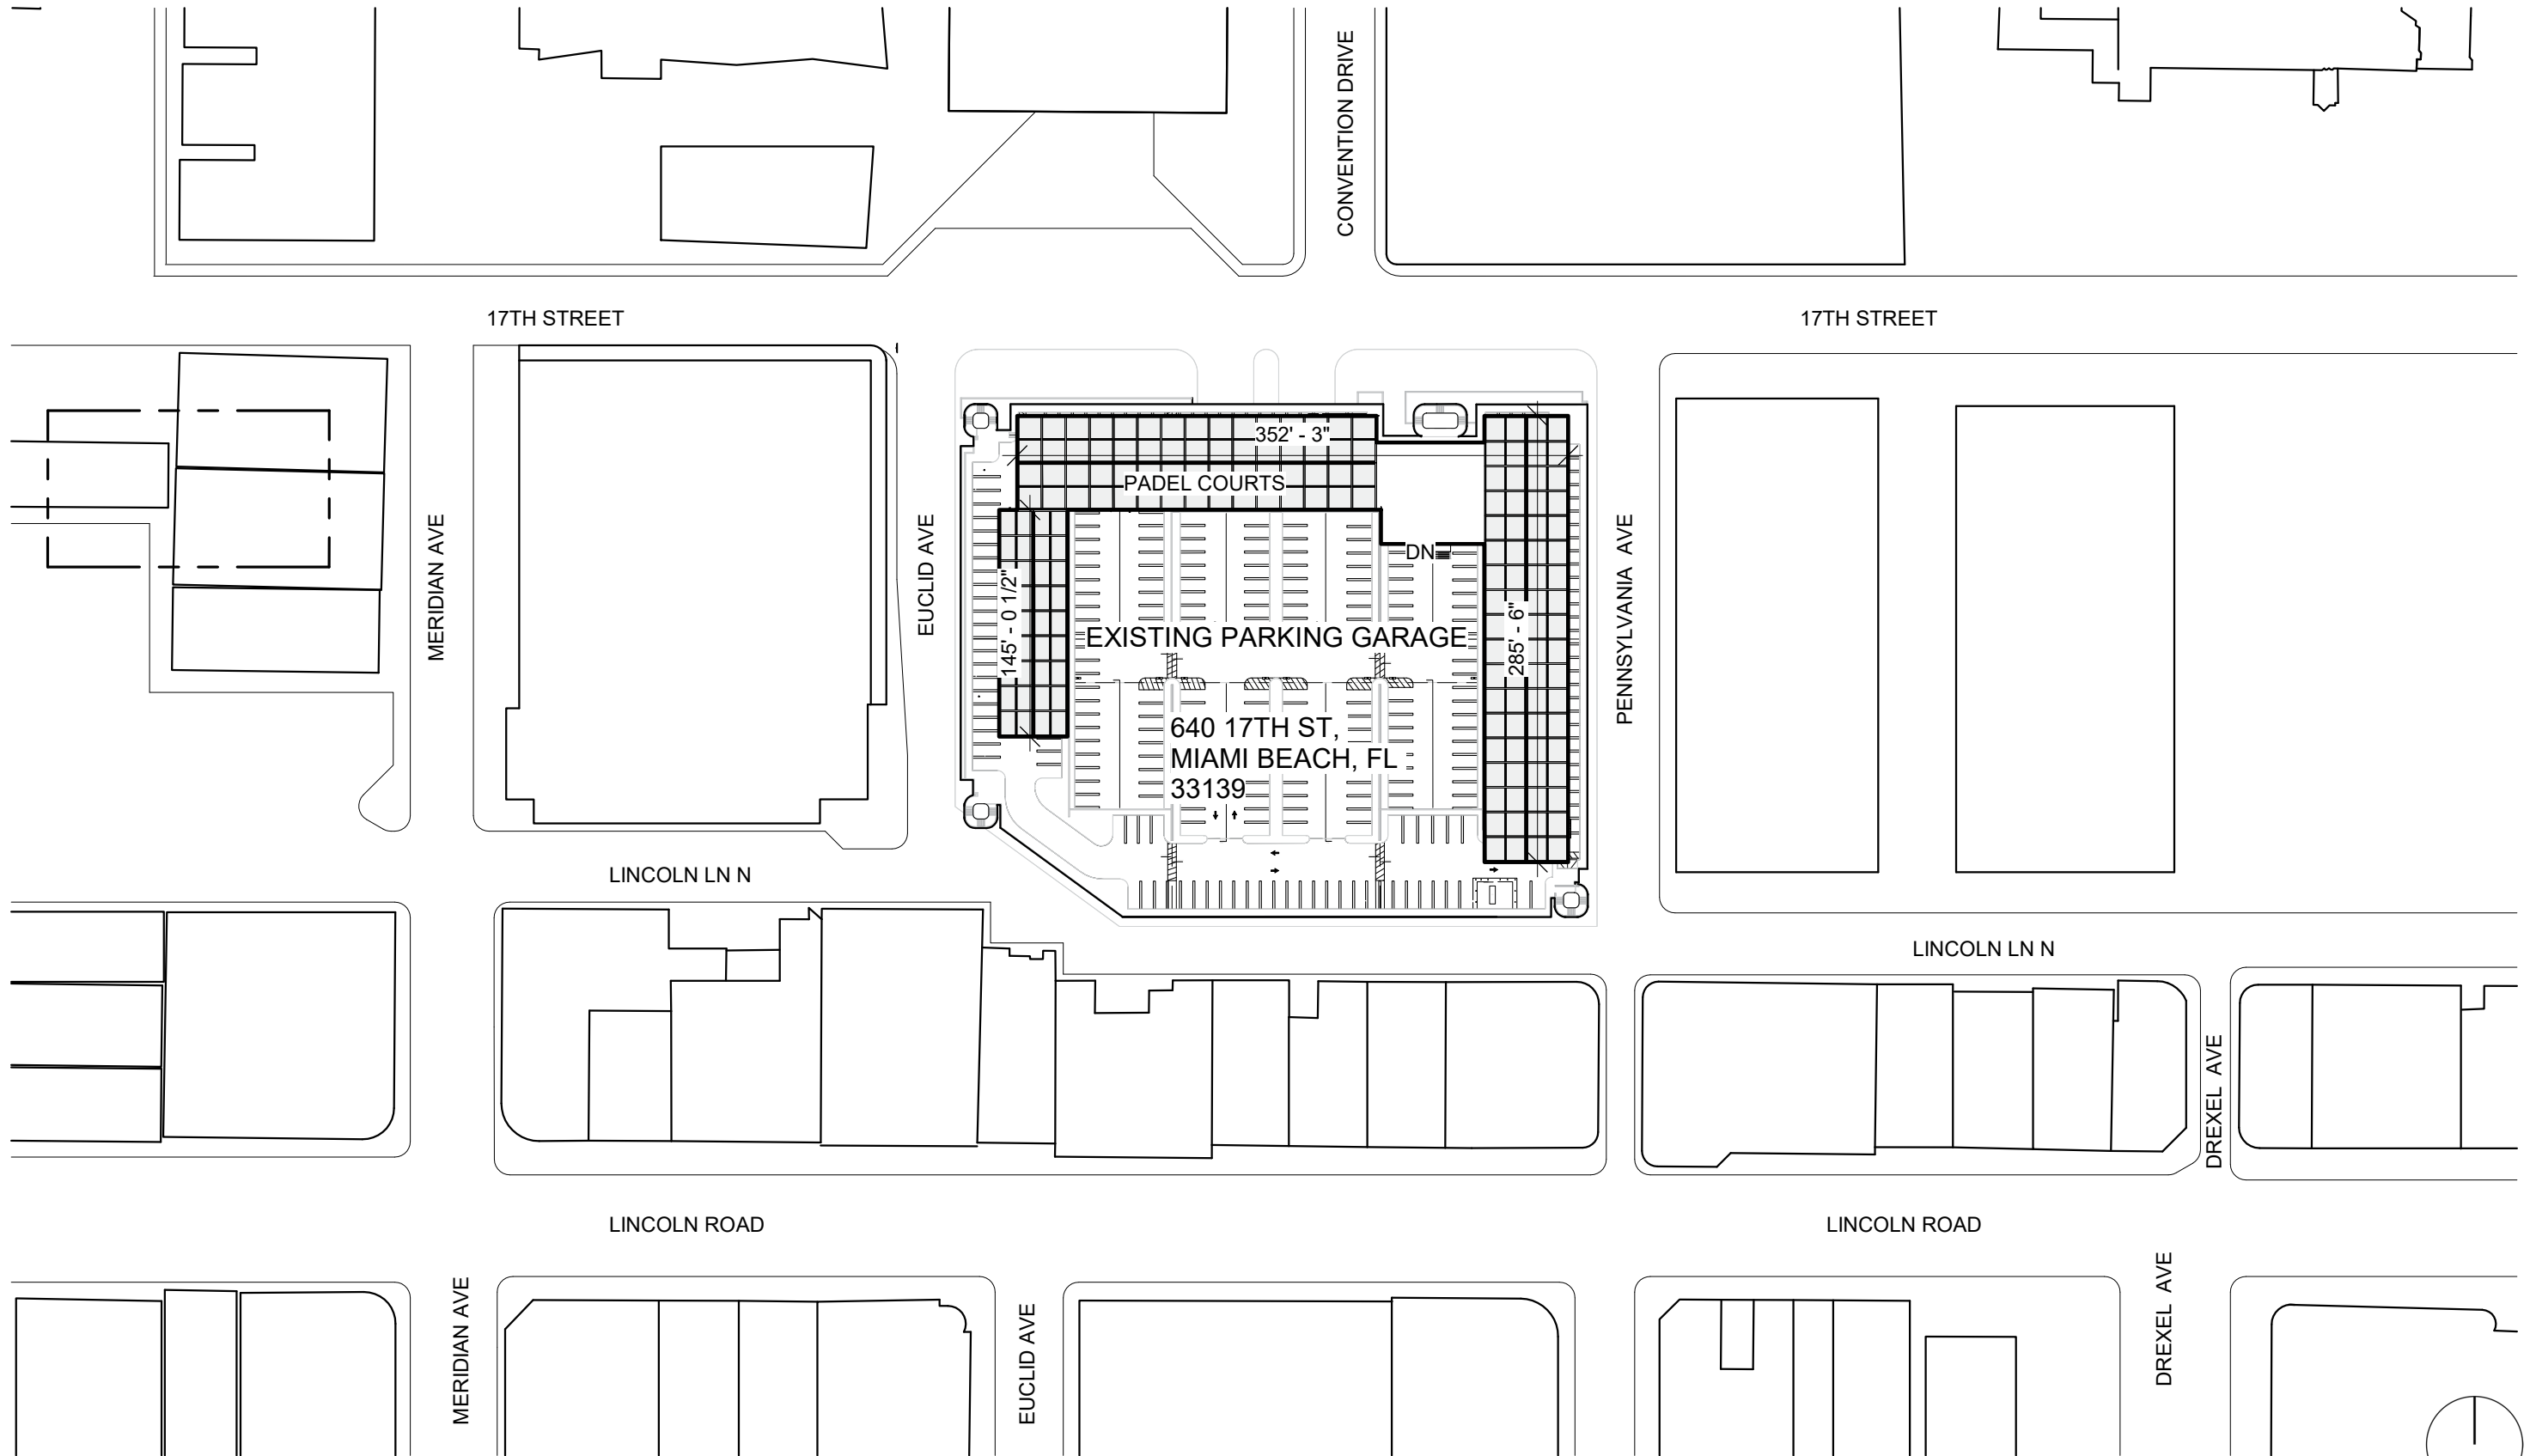 CONVENTION DRIVE
17TH STREET
17TH STREET
352' - 3"
PADEL COURTS
MERIDIAN AVE
EUCLID AVE
145' - 0 1/2"
DN
EXISTING PARKING GARAGE
285' - 6"
PENNSYLVANIA AVE
640 17TH ST,
MIAMI BEACH, FL
33139
LINCOLN LN N
LINCOLN LN N
DREXEL AVE
LINCOLN ROAD
LINCOLN ROAD
MERIDIAN AVE
EUCLID AVE
DREXEL AVE